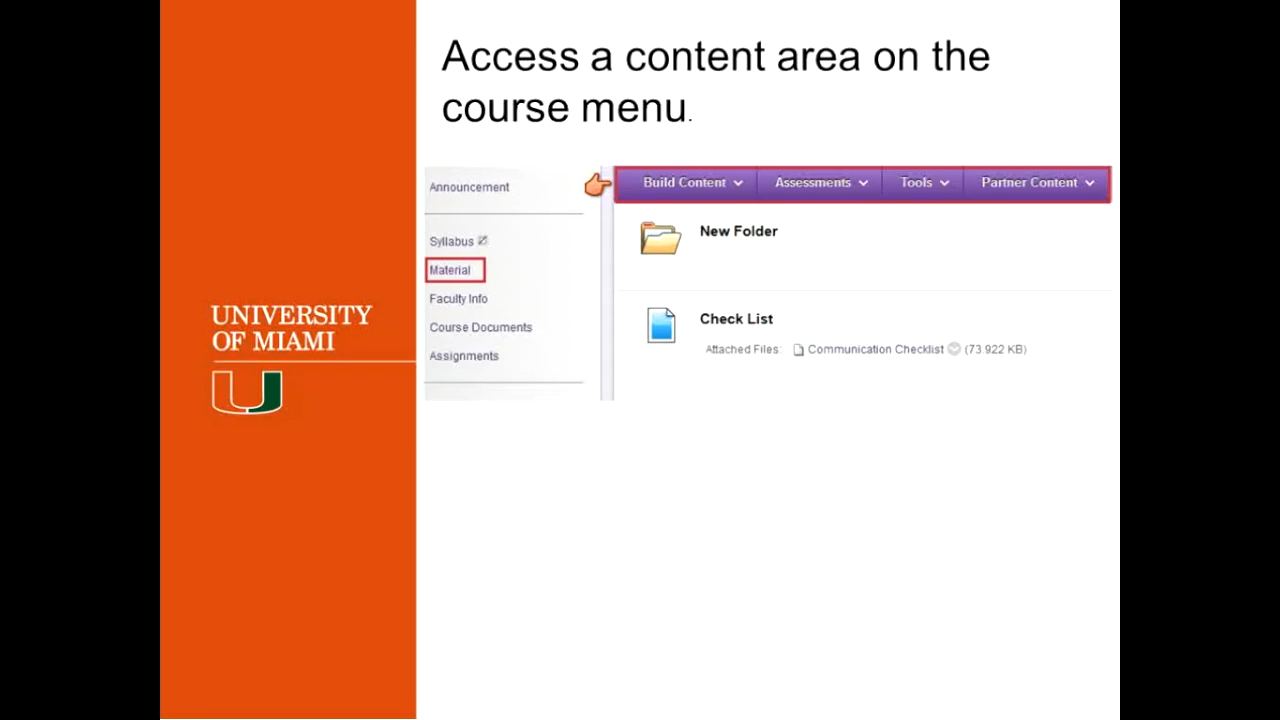 Access a content area on the
course menu.
Announcement
Syllabus
Material
Faculty Info
Course Documents
Assignments
Build Content
Assessments
Tools
Partner Content
New Folder
Check List
Attached Files: Communication Checklist (73.922 KB)
UNIVERSITY
OF MIAMI
U